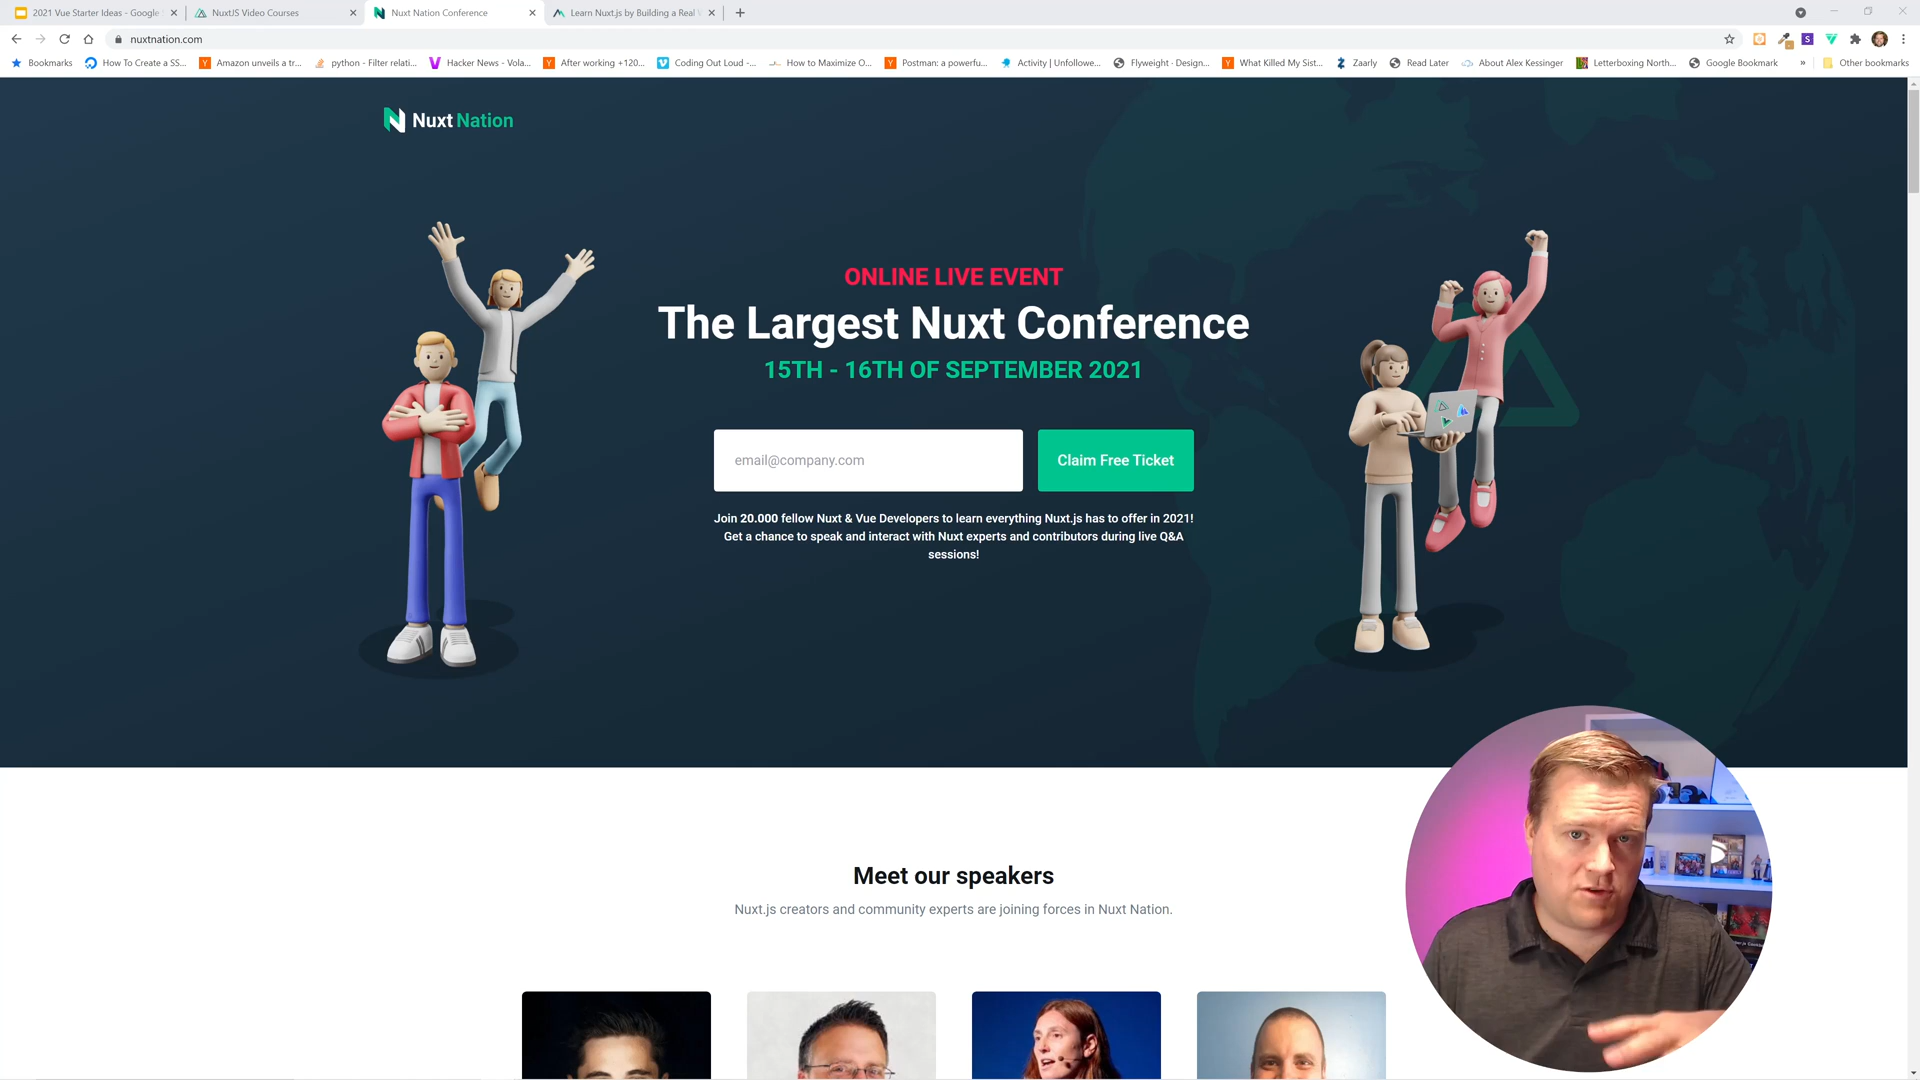 2021 Vue Starter Ideas - Google
NuxtJS Video Courses
Nuxt Nation Conference
Learn Nuxt.js by Building a Real
nuxtnation.com
Bookmarks
How To Create a SS...
Amazon unveils a tr...
python - Filter relati...
Hacker News - Vola...
After working +120...
Coding Out Loud -...
How to Maximize O...
Postman: a powerfu...
Activity | Unfollowe...
Flyweight · Design...
What Killed My Sist...
Zaarly
Read Later
About Alex Kessinger
Letterboxing North...
Google Bookmark
»
Other bookmarks
Nuxt Nation
ONLINE LIVE EVENT
The Largest Nuxt Conference
15TH - 16TH OF SEPTEMBER 2021
email@company.com
Claim Free Ticket
Join 20.000 fellow Nuxt & Vue Developers to learn everything Nuxt.js has to offer in 2021!
Get a chance to speak and interact with Nuxt experts and contributors during live Q&A
sessions!
Meet our speakers
Nuxt.js creators and community experts are joining forces in Nuxt Nation.